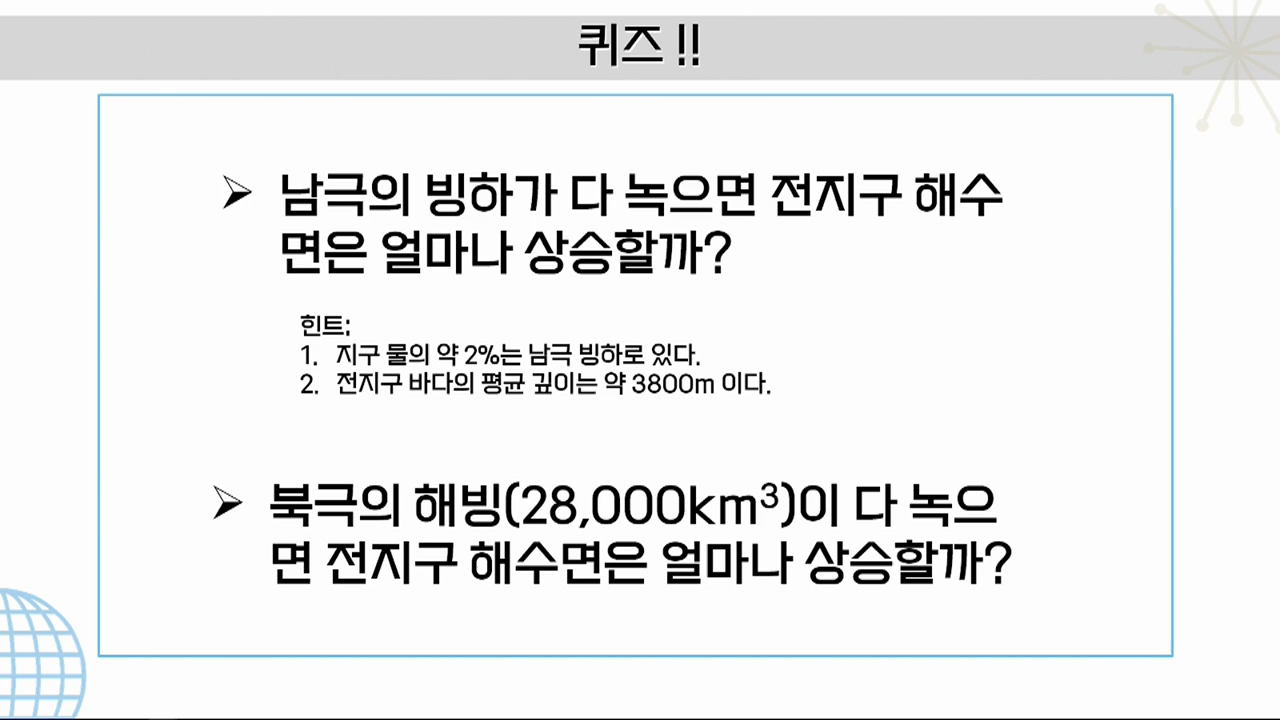 퀴즈 !!
➢ 남극의 빙하가 다 녹으면 전지구 해수
면은 얼마나 상승할까?
힌트:
1. 지구 물의 약 2%는 남극 빙하로 있다.
2. 전지구 바다의 평균 깊이는 약 3800m 이다.
➢ 북극의 해빙(28,000km³)이 다 녹으
면 전지구 해수면은 얼마나 상승할까?